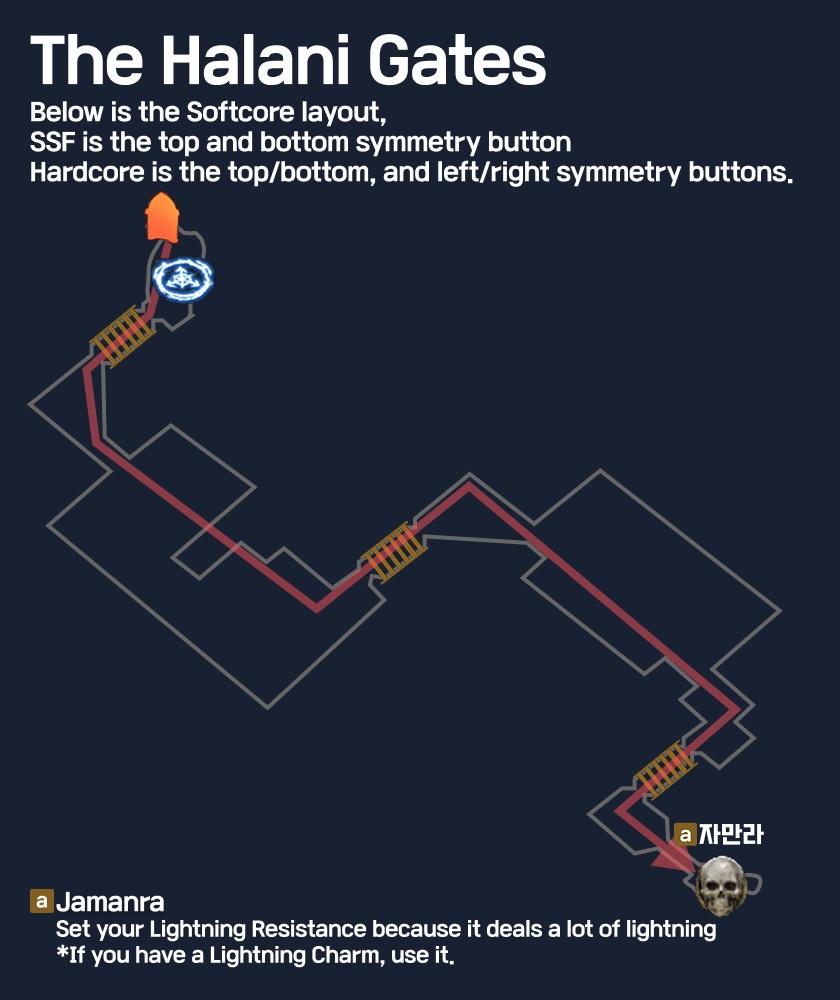 The Halani Gates
Below is the Softcore layout,
SSF is the top and bottom symmetry button
Hardcore is the top/bottom, and left/right symmetry buttons.
a 자만라
a Jamanra
Set your Lightning Resistance because it deals a lot of lightning
*If you have a Lightning Charm, use it.